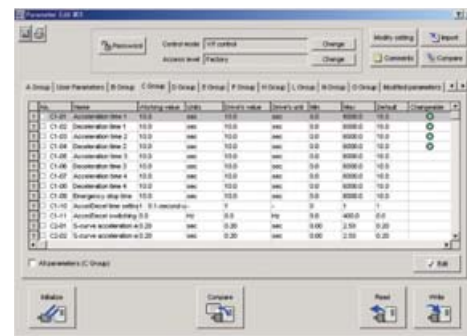 Parameter Edit
Password
Control mode V/f control Change
Access level Factory Change
Modify setting Import
Comments Compare
A Group User Parameters B Group C Group D Group E Group F Group H Group L Group N Group O Group Modified parameters
No. Name Editing value Units Drive's value Drive's unit Min Max Default Changeable
C1-01 Acceleration time 1 10.0 sec 10.0 sec 0.0 6000.0 10.0
C1-02 Deceleration time 1 10.0 sec 10.0 sec 0.0 6000.0 10.0
C1-03 Acceleration time 2 10.0 sec 10.0 sec 0.0 6000.0 10.0
C1-04 Deceleration time 2 10.0 sec 10.0 sec 0.0 6000.0 10.0
C1-05 Acceleration time 3 10.0 sec 10.0 sec 0.0 6000.0 10.0
C1-06 Deceleration time 3 10.0 sec 10.0 sec 0.0 6000.0 10.0
C1-07 Acceleration time 4 10.0 sec 10.0 sec 0.0 6000.0 10.0
C1-08 Deceleration time 4 10.0 sec 10.0 sec 0.0 6000.0 10.0
C1-09 Emergency stop time 10.0 sec 10.0 sec 0.0 6000.0 10.0
C1-10 Accel/Decel time setting 1 0.1-second u- 1 - 0 1 1
C1-11 Accel/Decel switching 0.0 Hz 0.0 Hz 0.0 400.0 0.0
C2-01 S-curve acceleration 0.20 sec 0.20 sec 0.00 2.50 0.20
C2-02 S-curve acceleration 0.20 sec 0.20 sec 0.00 2.50 0.20
All parameters (C Group) Edit
Initialize Compare Read Write